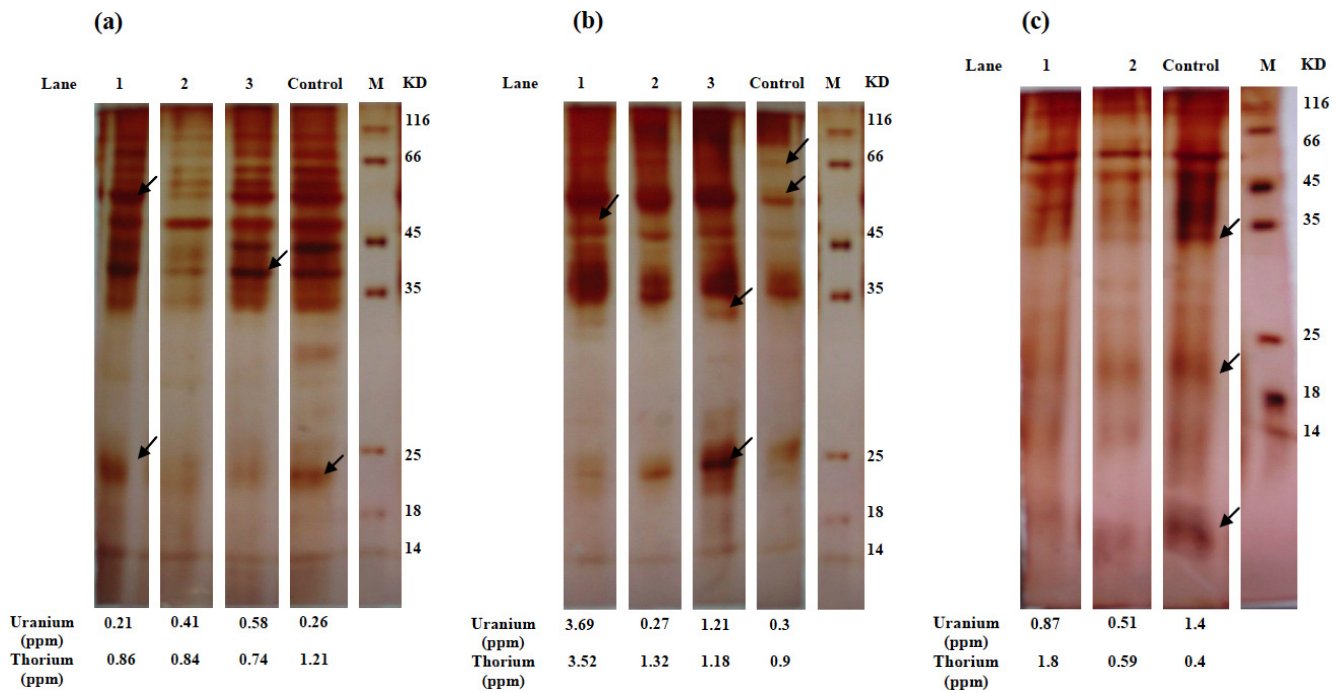 (a)
Lane 1 2 3 Control M KD
116
66
45
35
25
18
14
Uranium (ppm) 0.21 0.41 0.58 0.26
Thorium (ppm) 0.86 0.84 0.74 1.21
(b)
Lane 1 2 3 Control M KD
116
66
45
35
25
18
14
Uranium (ppm) 3.69 0.27 1.21 0.3
Thorium (ppm) 3.52 1.32 1.18 0.9
(c)
Lane 1 2 Control M KD
116
66
45
35
25
18
14
Uranium (ppm) 0.87 0.51 1.4
Thorium (ppm) 1.8 0.59 0.4